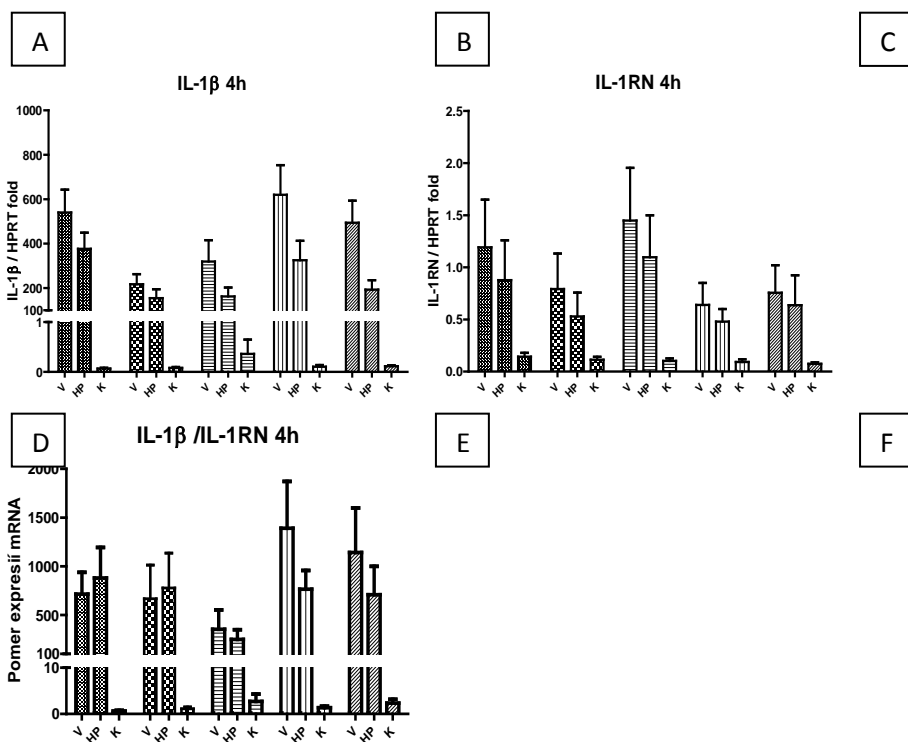 A
B
C
IL-1β 4h
IL-1β / HPRT fold
1000
800
600
400
200
100
1
0
V HP K V HP K V HP K V HP K V HP K
IL-1RN 4h
IL-1RN / HPRT fold
2.5
2.0
1.5
1.0
0.5
0.0
V HP K V HP K V HP K V HP K V HP K
D
E
F
IL-1β /IL-1RN 4h
Pomer expresií mRNA
2000
1500
1000
500
100
10
0
V HP K V HP K V HP K V HP K V HP K